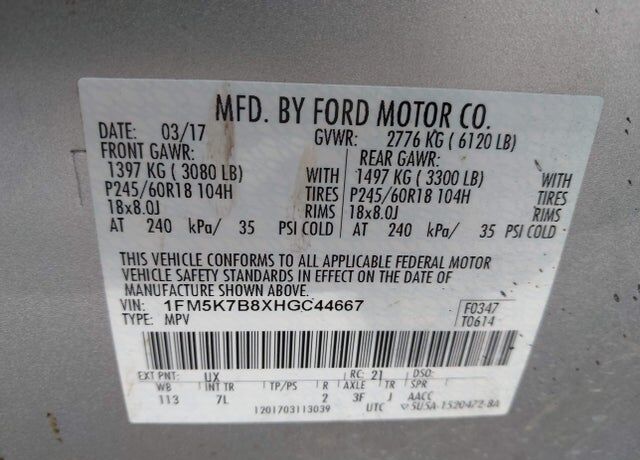 MFD. BY FORD MOTOR CO.
DATE: 03/17 GVWR: 2776 KG ( 6120 LB)
FRONT GAWR: REAR GAWR:
1397 KG ( 3080 LB) WITH 1497 KG ( 3300 LB) WITH
P245/60R18 104H TIRES P245/60R18 104H TIRES
18x8.0J RIMS 18x8.0J RIMS
AT 240 kPa/ 35 PSI COLD AT 240 kPa/ 35 PSI COLD
THIS VEHICLE CONFORMS TO ALL APPLICABLE FEDERAL MOTOR
VEHICLE SAFETY STANDARDS IN EFFECT ON THE DATE OF
MANUFACTURE SHOWN ABOVE.
VIN: 1FM5K7B8XHGC44667 F0347
TYPE: MPV T0614
EXT PNT: UX RC: 21 DSO:
WB INT TR TP/PS R AXLE TR SPR
113 7L 2 3F J AACC
1201703113039 UTC 5U5A-1520472-BA